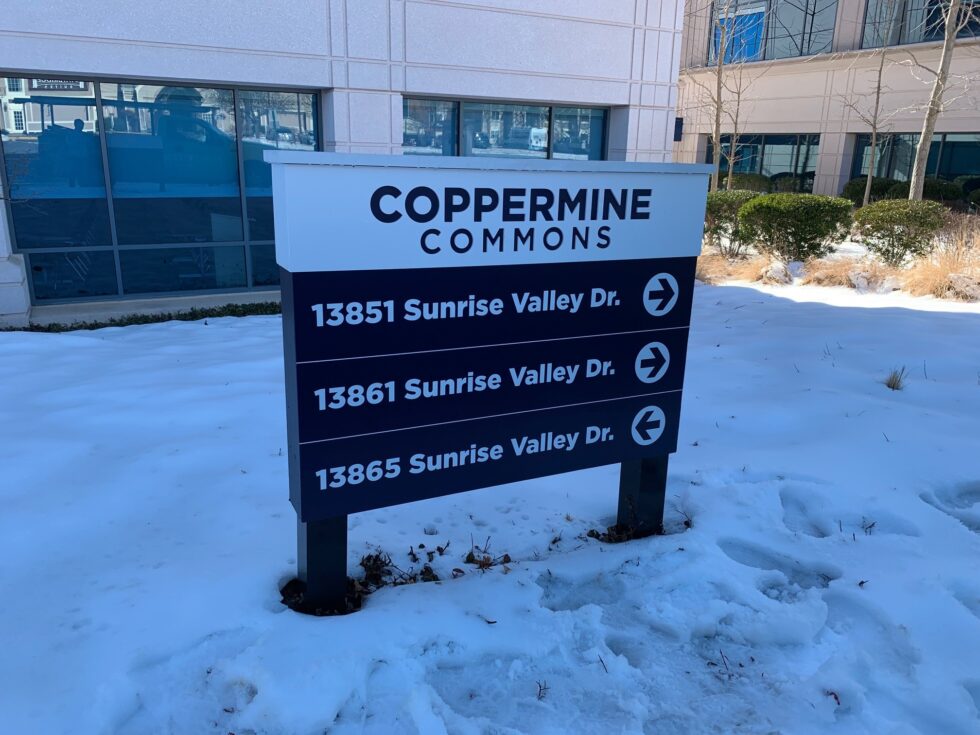 COPPERMINE
COMMONS
13851 Sunrise Valley Dr.
13861 Sunrise Valley Dr.
13865 Sunrise Valley Dr.